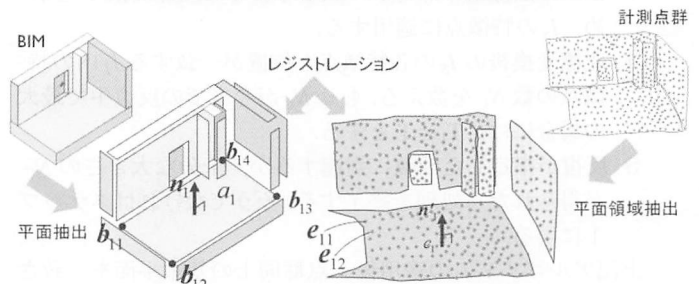 BIM
計測点群
レジストレーション
平面抽出
平面領域抽出
n₁
a₁
b₁₄
b₁₃
b₁₁
b₁₂
n'
e₁₁
e₁₂